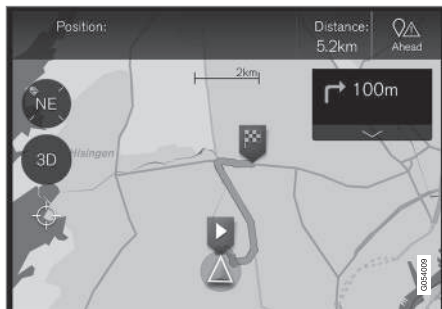 Position:
Distance:
5.2km
Ahead
2km
100m
NE
3D
Hisingen
G054009